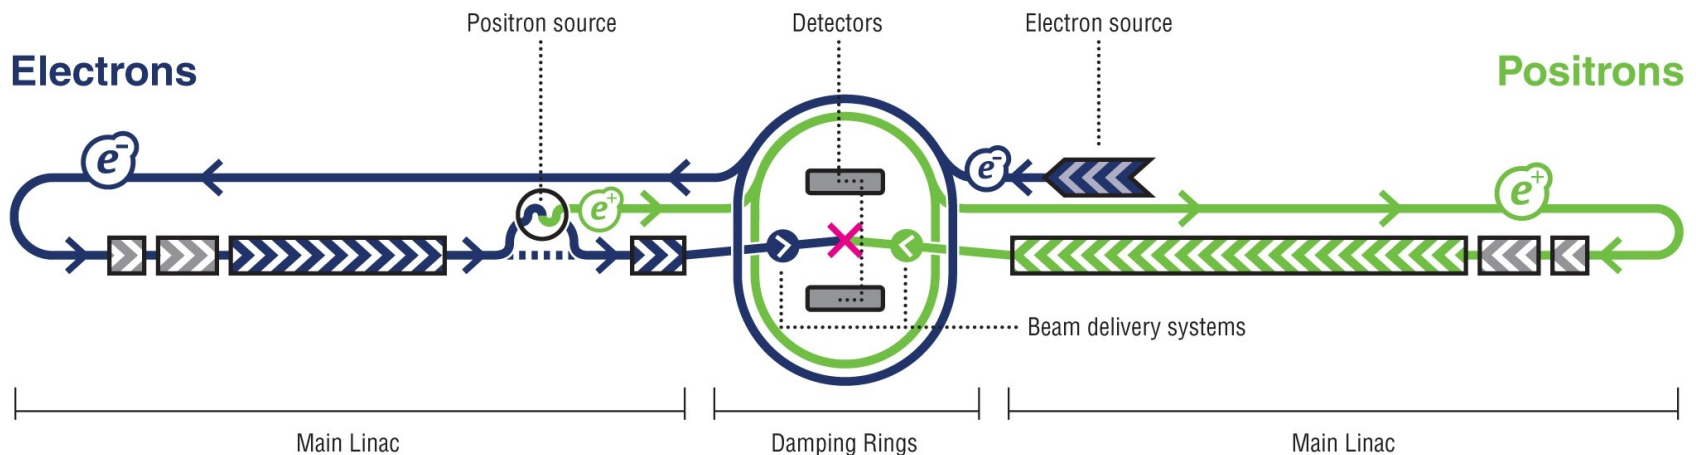 Positron source
Detectors
Electron source
Electrons
Positrons
e-
e-
e+
e+
Beam delivery systems
Main Linac
Damping Rings
Main Linac